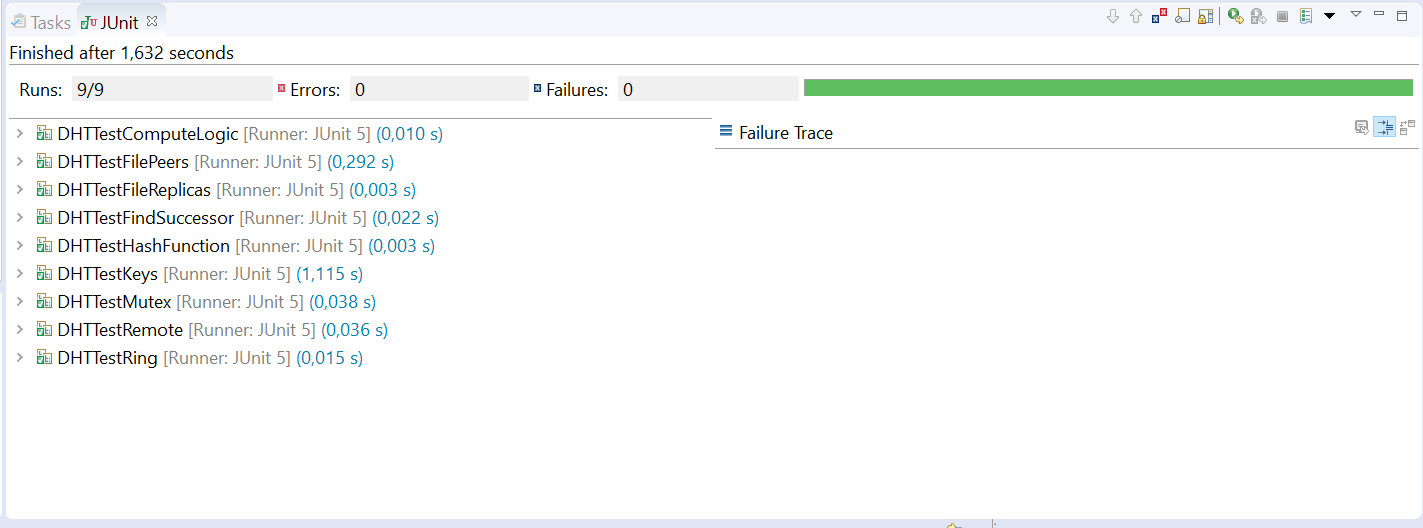 Tasks JUnit
Finished after 1,632 seconds
Runs: 9/9 Errors: 0 Failures: 0
DHTTestComputeLogic [Runner: JUnit 5] (0,010 s)
Failure Trace
DHTTestFilePeers [Runner: JUnit 5] (0,292 s)
DHTTestFileReplicas [Runner: JUnit 5] (0,003 s)
DHTTestFindSuccessor [Runner: JUnit 5] (0,022 s)
DHTTestHashFunction [Runner: JUnit 5] (0,003 s)
DHTTestKeys [Runner: JUnit 5] (1,115 s)
DHTTestMutex [Runner: JUnit 5] (0,038 s)
DHTTestRemote [Runner: JUnit 5] (0,036 s)
DHTTestRing [Runner: JUnit 5] (0,015 s)